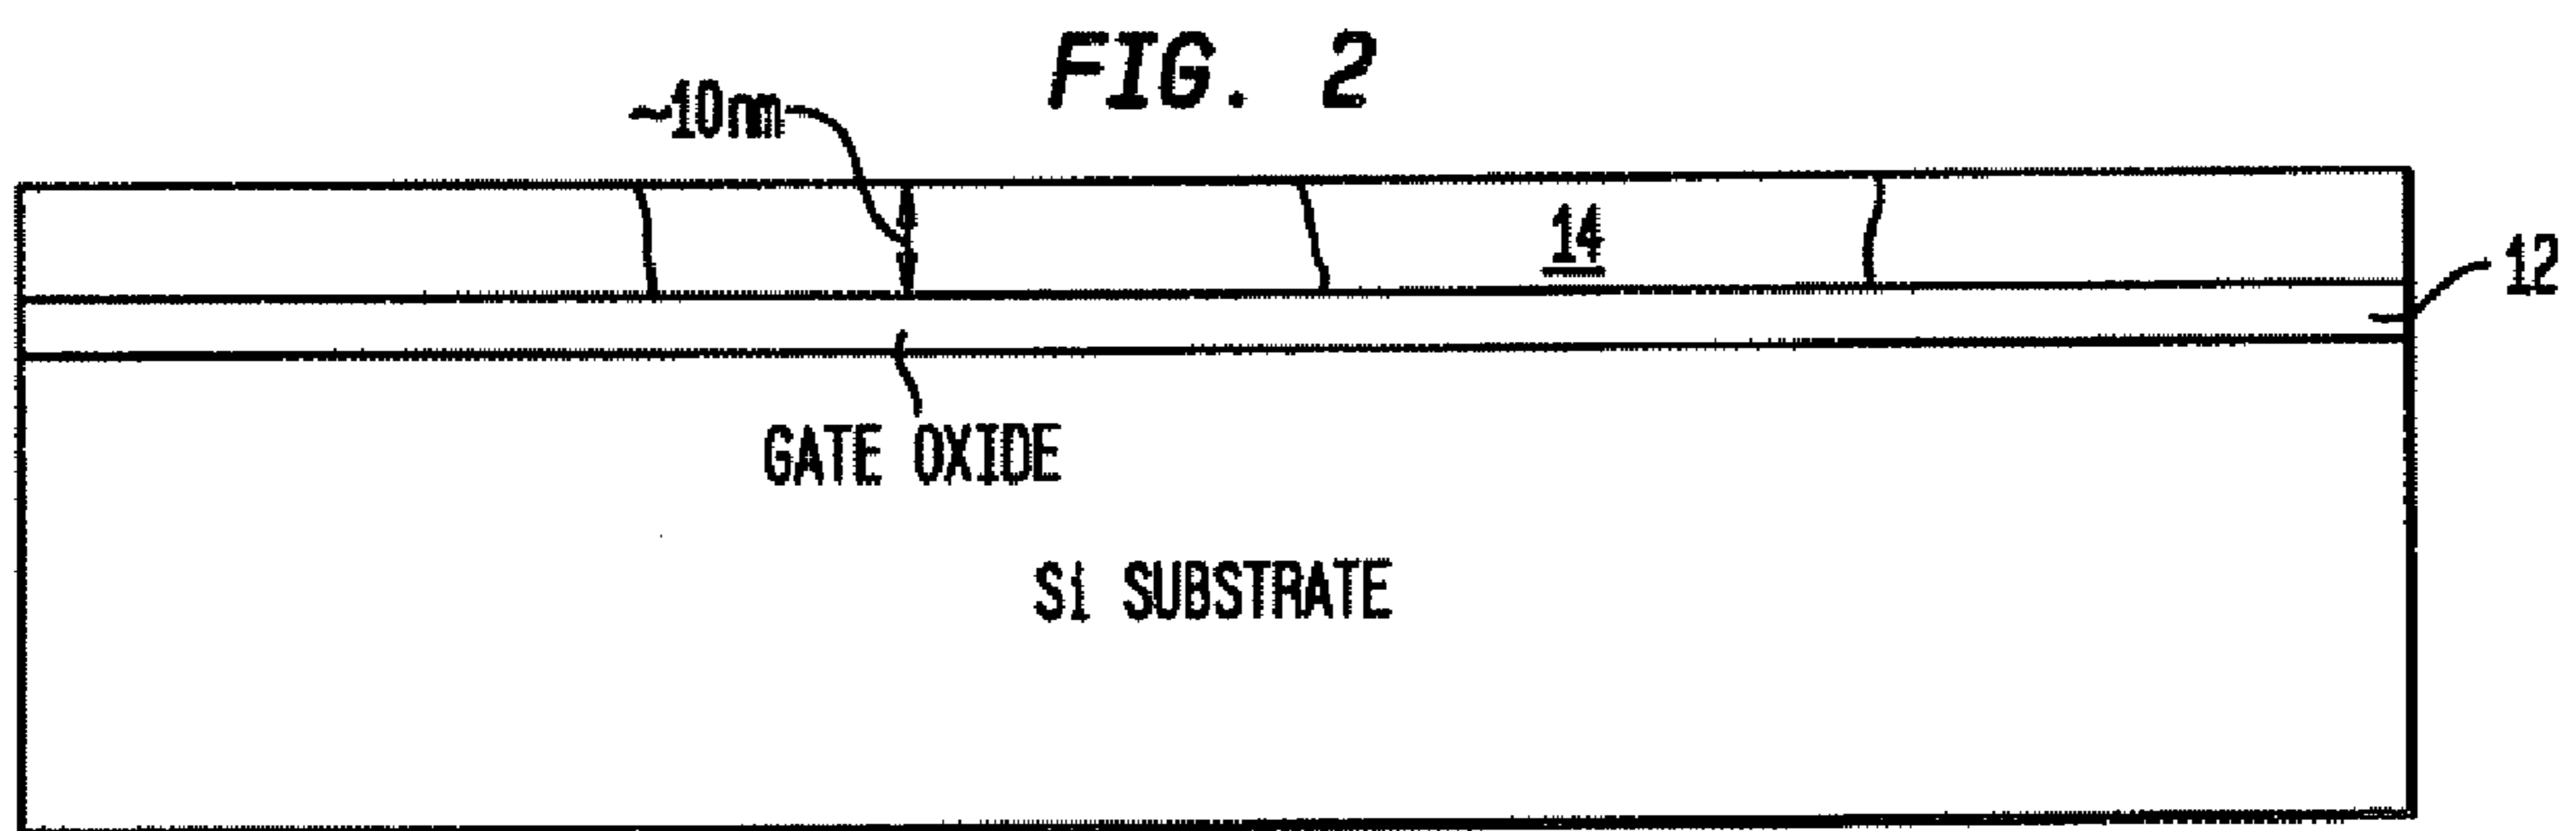 FIG. 2
~10nm
14
12
GATE OXIDE
Si SUBSTRATE